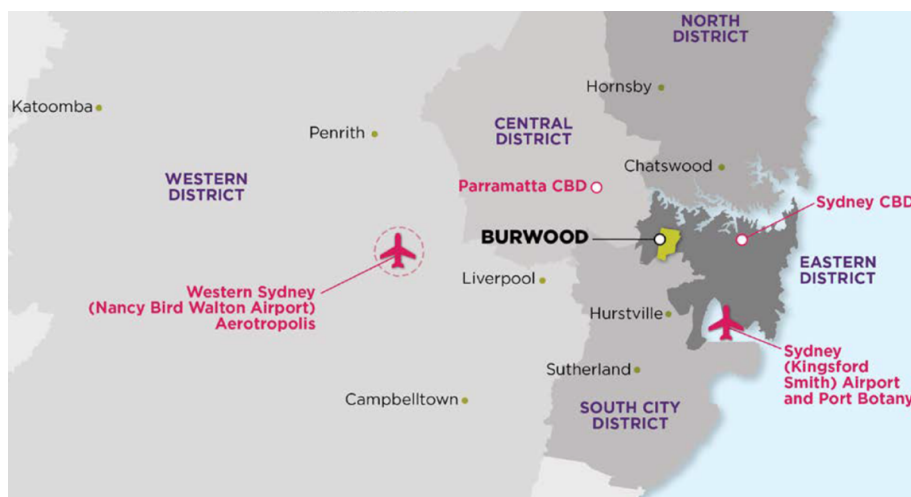 NORTH
DISTRICT
Hornsby
Katoomba
CENTRAL
DISTRICT
Penrith
Chatswood
WESTERN
DISTRICT
Parramatta CBD
Sydney CBD
BURWOOD
EASTERN
DISTRICT
Liverpool
Western Sydney
(Nancy Bird Walton Airport)
Aerotropolis
Hurstville
Sydney
(Kingsford
Smith) Airport
and Port Botany
Sutherland
Campbelltown
SOUTH CITY
DISTRICT